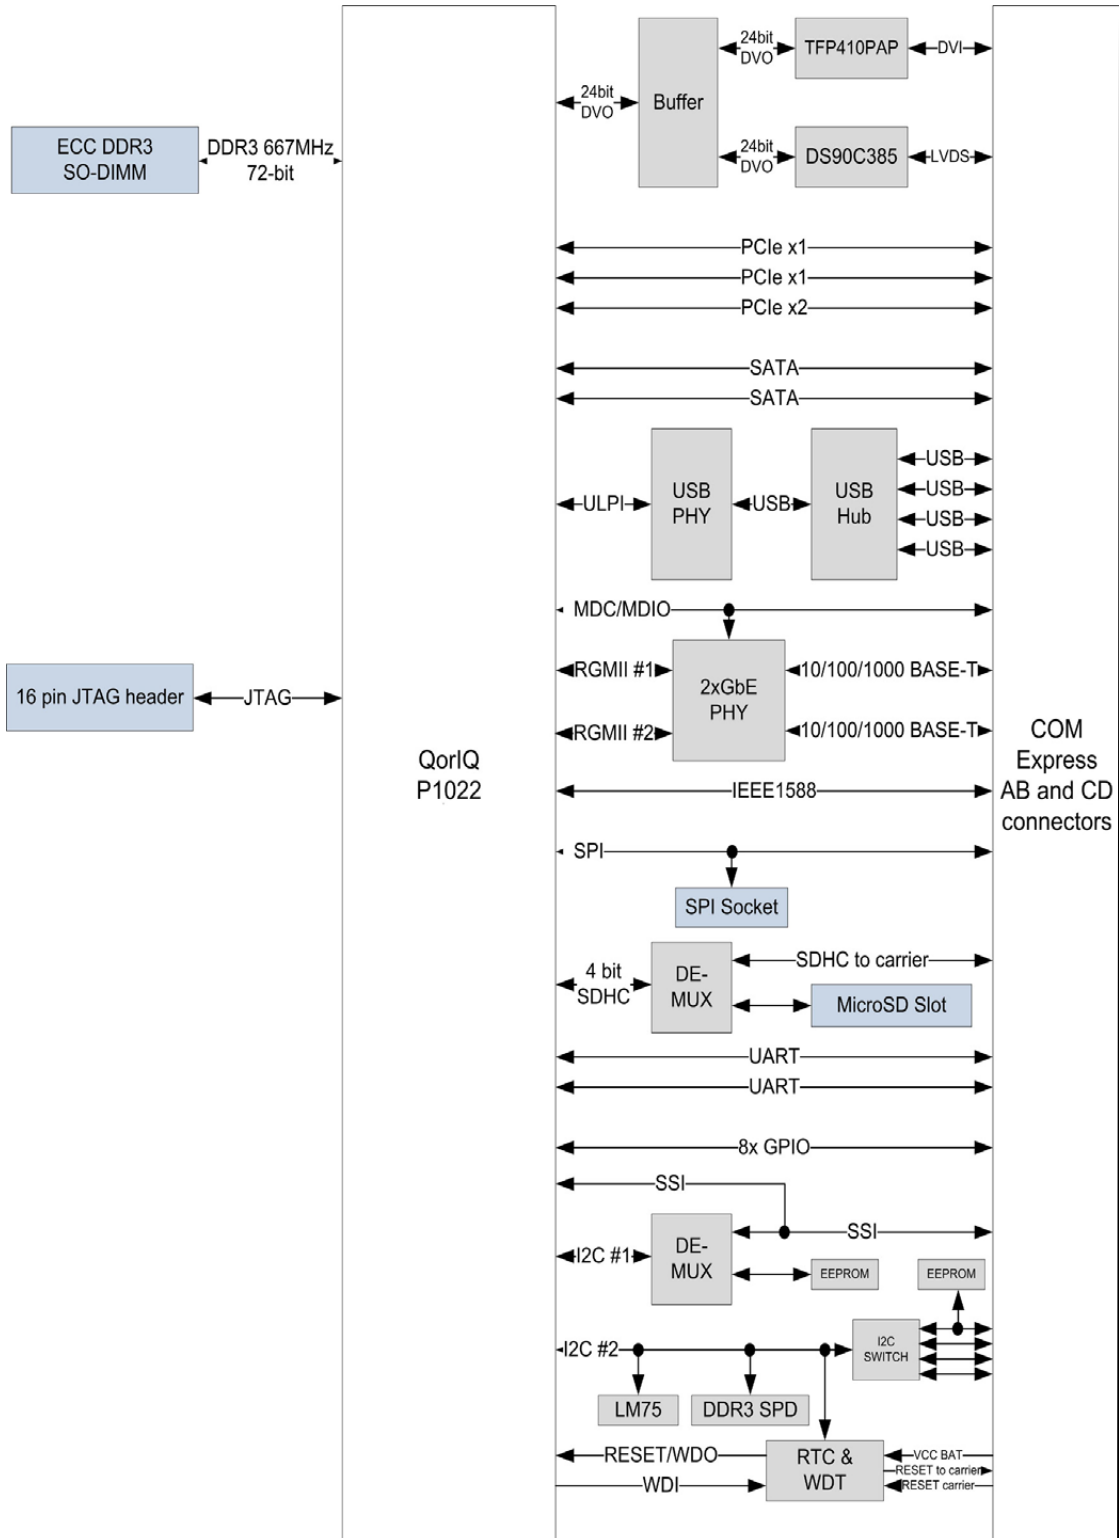 24bit
DVO
TFP410PAP
DVI
24bit
DVO
Buffer
24bit
DVO
DS90C385
LVDS
ECC DDR3
SO-DIMM
DDR3 667MHz
72-bit
PCIe x1
PCIe x1
PCIe x2
SATA
SATA
ULPI
USB
PHY
USB
USB
Hub
USB
USB
USB
USB
MDC/MDIO
RGMII #1
RGMII #2
2xGbE
PHY
10/100/1000 BASE-T
10/100/1000 BASE-T
16 pin JTAG header
JTAG
QorIQ
P1022
COM
Express
AB and CD
connectors
IEEE1588
SPI
SPI Socket
4 bit
SDHC
DE-
MUX
SDHC to carrier
MicroSD Slot
UART
UART
8x GPIO
SSI
SSI
I2C #1
DE-
MUX
EEPROM
EEPROM
I2C #2
I2C
SWITCH
LM75
DDR3 SPD
RESET/WDO
WDI
RTC &
WDT
VCC BAT
RESET to carrier
RESET carrier